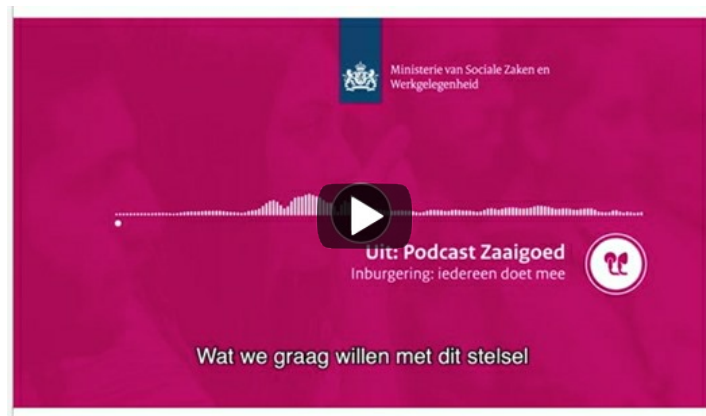 Ministerie van Sociale Zaken en
Werkgelegenheid
Uit: Podcast Zaaigoed
Inburgering: iedereen doet mee
Wat we graag willen met dit stelsel